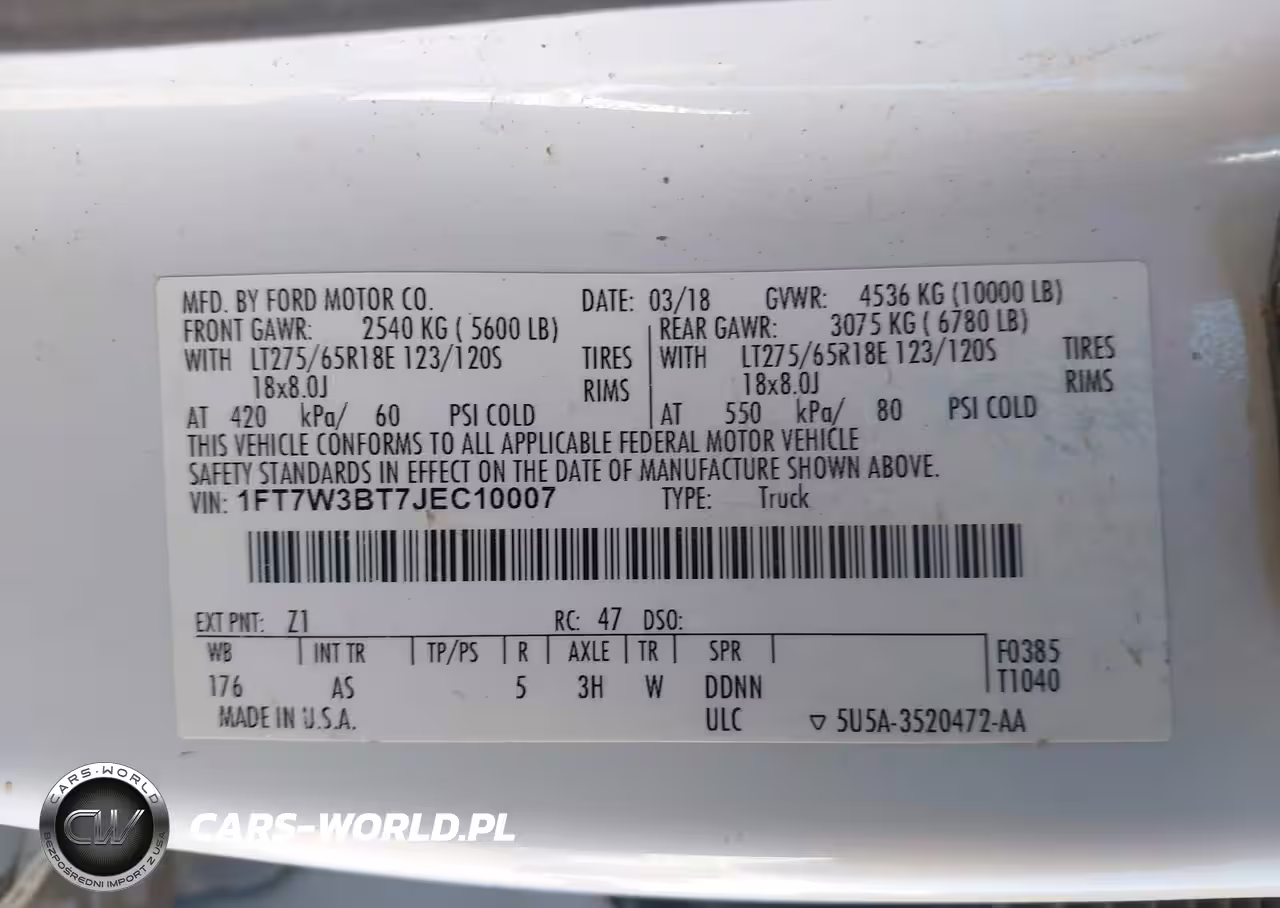 MFD. BY FORD MOTOR CO. DATE: 03/18 GVWR: 4536 KG (10000 LB)
FRONT GAWR: 2540 KG ( 5600 LB) REAR GAWR: 3075 KG ( 6780 LB)
WITH LT275/65R18E 123/120S TIRES WITH LT275/65R18E 123/120S TIRES
18x8.0J RIMS 18x8.0J RIMS
AT 420 kPa/ 60 PSI COLD AT 550 kPa/ 80 PSI COLD
THIS VEHICLE CONFORMS TO ALL APPLICABLE FEDERAL MOTOR VEHICLE
SAFETY STANDARDS IN EFFECT ON THE DATE OF MANUFACTURE SHOWN ABOVE.
VIN: 1FT7W3BT7JEC10007 TYPE: Truck
EXT PNT: Z1 RC: 47 DSO:
WB INT TR TP/PS R AXLE TR SPR F0385
176 AS 5 3H W DDNN T1040
MADE IN U.S.A. ULC ▽ 5U5A-3520472-AA
CARS-WORLD
CW
BEZPOŚREDNI IMPORT Z USA
CARS-WORLD.PL